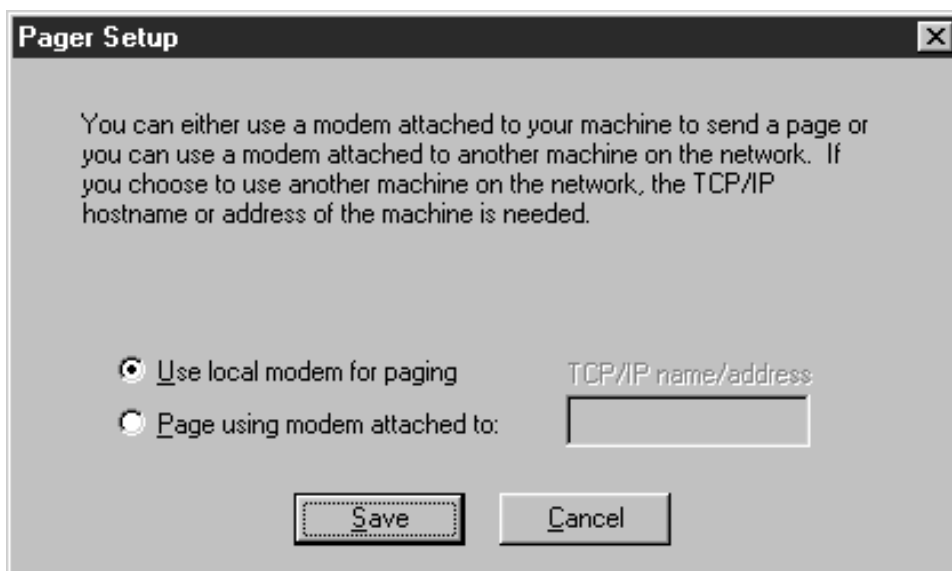 Pager Setup
You can either use a modem attached to your machine to send a page or
you can use a modem attached to another machine on the network.  If
you choose to use another machine on the network, the TCP/IP
hostname or address of the machine is needed.
Use local modem for paging
TCP/IP name/address
Page using modem attached to:
Save
Cancel